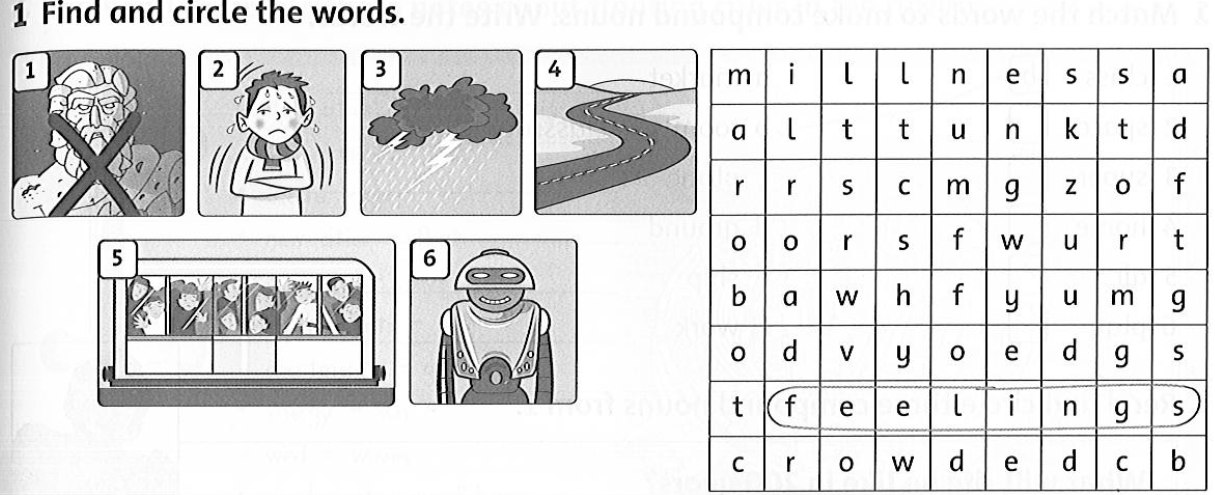 1 Find and circle the words.
1
2
3
4
5
6
m i l l n e s s a
a l t t u n k t d
r r s c m g z o f
o o r s f w u r t
b a w h f y u m g
o d v y o e d g s
t f e e l i n g s
c r o w d e d c b